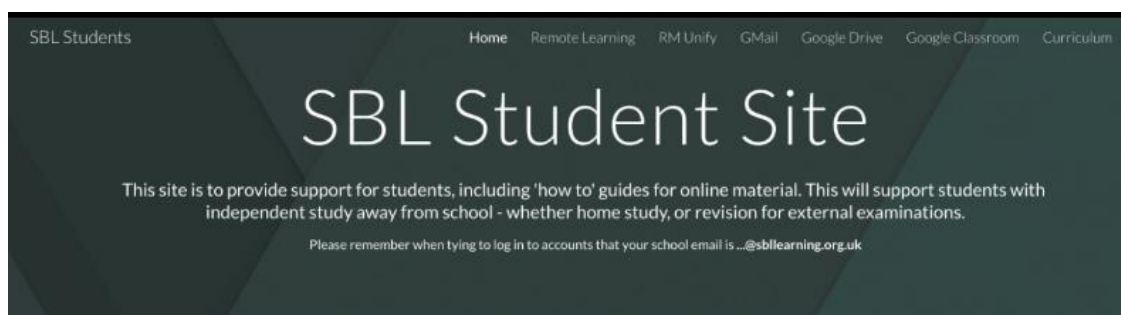 SBL Students
Home Remote Learning RM Unify GMail Google Drive Google Classroom Curriculum
SBL Student Site
This site is to provide support for students, including 'how to' guides for online material. This will support students with
independent study away from school - whether home study, or revision for external examinations.
Please remember when tying to log in to accounts that your school email is ...@sbllearning.org.uk